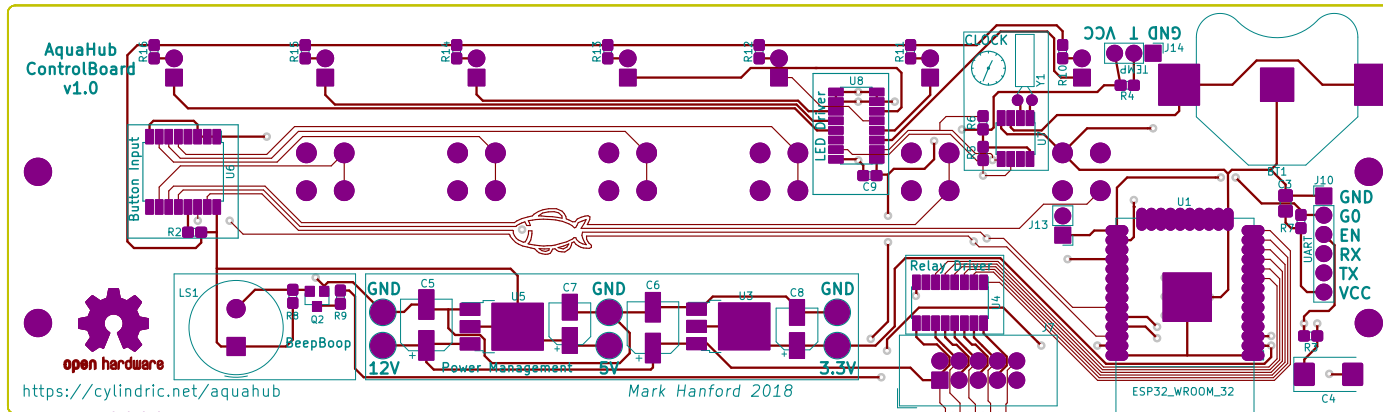 AquaHub
ControlBoard
v1.0
R16
R15
R14
R13
R12
R11
R10
CLOCK
Y1
VCC T GND
J14
TEMP
R4
U8
LED Driver
C9
R6
R5
U7
Button Input
U6
R2
BT1
C3
J10
GND
G0
EN
RX
TX
VCC
UART
R7
J13
U1
LS1
R8
Q2
R9
BeepBoop
GND
C5
U5
C7
GND
C6
U3
C8
GND
12V
Power Management
5V
3.3V
Relay Driver
J4
J7
R3
C4
ESP32_WROOM_32
open hardware
https://cylindric.net/aquahub
Mark Hanford 2018